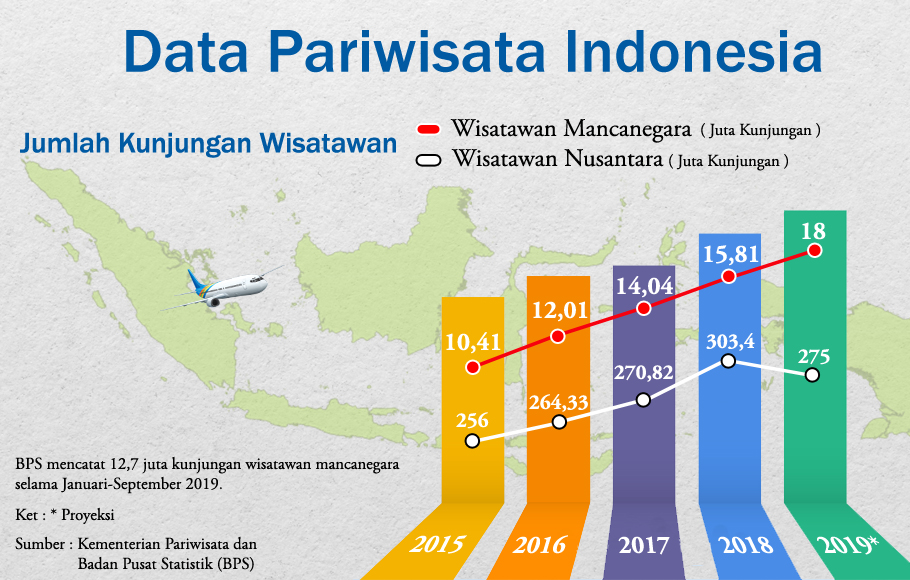 Data Pariwisata Indonesia
Jumlah Kunjungan Wisatawan
Wisatawan Mancanegara ( Juta Kunjungan )
Wisatawan Nusantara ( Juta Kunjungan )
10,41
12,01
14,04
15,81
18
256
264,33
270,82
303,4
275
2015
2016
2017
2018
2019*
BPS mencatat 12,7 juta kunjungan wisatawan mancanegara
selama Januari-September 2019.
Ket : * Proyeksi
Sumber : Kementerian Pariwisata dan
Badan Pusat Statistik (BPS)